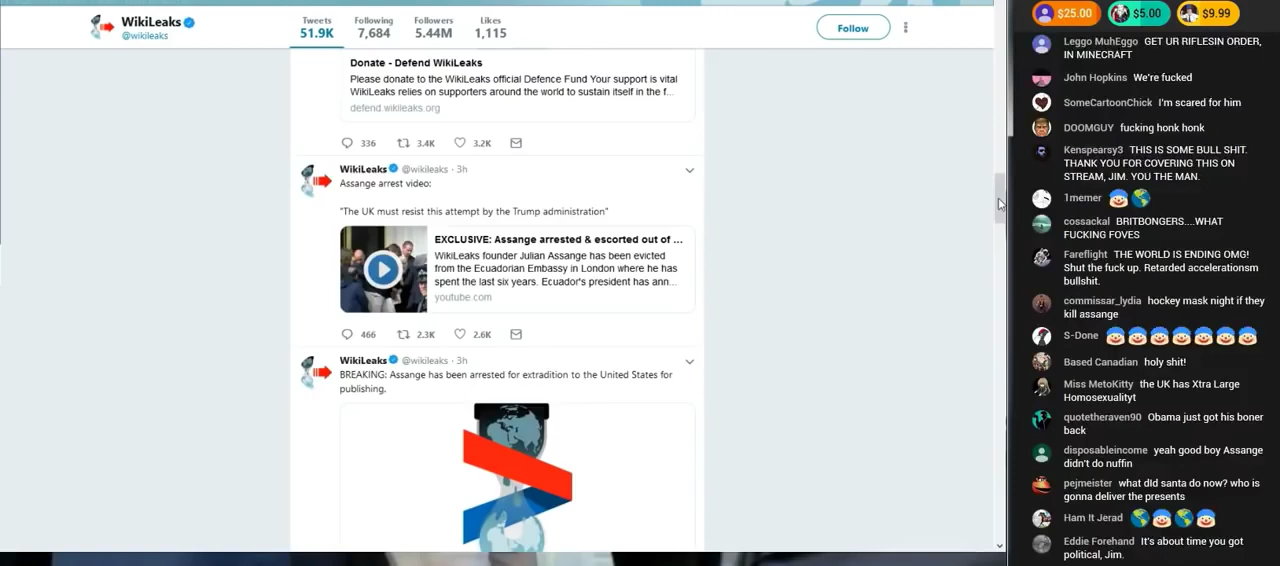 WikiLeaks
@wikileaks
Tweets
51.9K
Following
7,684
Followers
5.44M
Likes
1,115
Follow
Donate - Defend WikiLeaks
Please donate to the WikiLeaks official Defence Fund Your support is vital
WikiLeaks relies on supporters around the world to sustain itself in the f...
defend.wikileaks.org
336 3.4K 3.2K
WikiLeaks @wikileaks · 3h
Assange arrest video:
"The UK must resist this attempt by the Trump administration"
EXCLUSIVE: Assange arrested & escorted out of ...
WikiLeaks founder Julian Assange has been evicted
from the Ecuadorian Embassy in London where he has
spent the last six years. Ecuador's president has ann...
youtube.com
466 2.3K 2.6K
WikiLeaks @wikileaks · 3h
BREAKING: Assange has been arrested for extradition to the United States for
publishing.
$25.00 $5.00 $9.99
Leggo MuhEggo GET UR RIFLESIN ORDER,
IN MINECRAFT
John Hopkins We're fucked
SomeCartoonChick I'm scared for him
DOOMGUY fucking honk honk
Kenspearsy3 THIS IS SOME BULL SHIT.
THANK YOU FOR COVERING THIS ON
STREAM, JIM. YOU THE MAN.
1memer 🤡🌎
cossackal BRITBONGERS....WHAT
FUCKING FOVES
Fareflight THE WORLD IS ENDING OMG!
Shut the fuck up. Retarded accelerationsm
bullshit.
commissar_lydia hockey mask night if they
kill assange
S-Done 🤡🤡🤡🤡🤡🤡🤡
Based Canadian holy shit!
Miss MetoKitty the UK has Xtra Large
Homosexualityt
quotetheraven90 Obama just got his boner
back
disposableincome yeah good boy Assange
didn't do nuffin
pejmeister what dId santa do now? who is
gonna deliver the presents
Ham It Jerad 🌎🤡🌎🤡
Eddie Forehand It's about time you got
political, Jim.